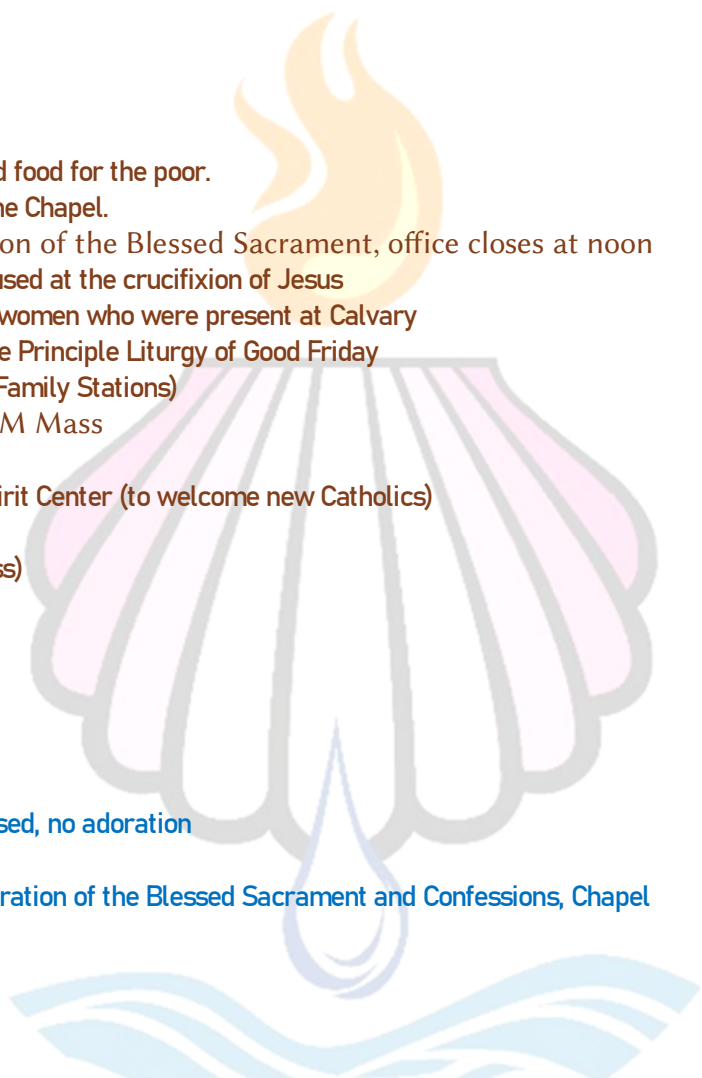 d food for the poor.
ne Chapel.
on of the Blessed Sacrament, office closes at noon
used at the crucifixion of Jesus
women who were present at Calvary
e Principle Liturgy of Good Friday
Family Stations)
M Mass
irit Center (to welcome new Catholics)
ss)
sed, no adoration
ration of the Blessed Sacrament and Confessions, Chapel